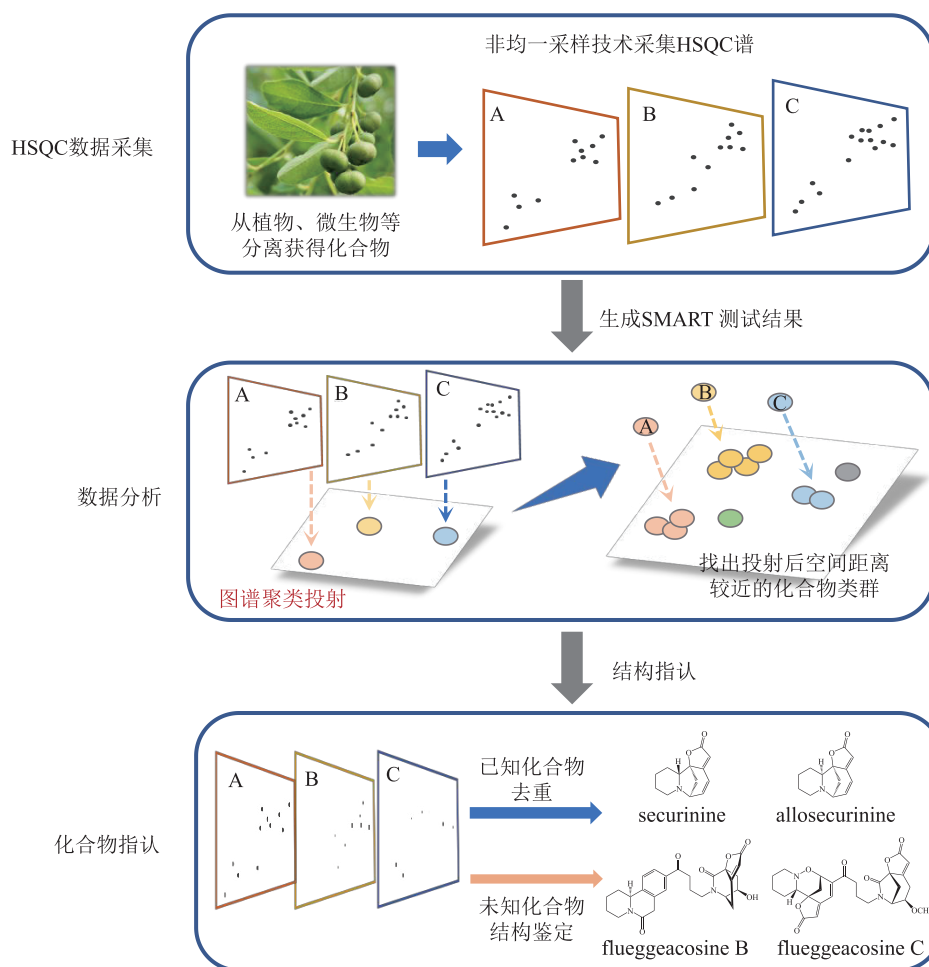 非均一采样技术采集HSQC谱
HSQC数据采集
A
B
C
从植物、微生物等
分离获得化合物
生成SMART 测试结果
数据分析
A
B
C
A
B
C
图谱聚类投射
找出投射后空间距离
较近的化合物类群
结构指认
化合物指认
A
B
C
已知化合物
去重
未知化合物
结构鉴定
O
O
H
N
securinine
O
O
H
N
allosecurinine
O
H
N
O
O
N
O
O
OH
flueggeacosine B
N
O
H
O
O
O
O
N
O
O
OCH
flueggeacosine C